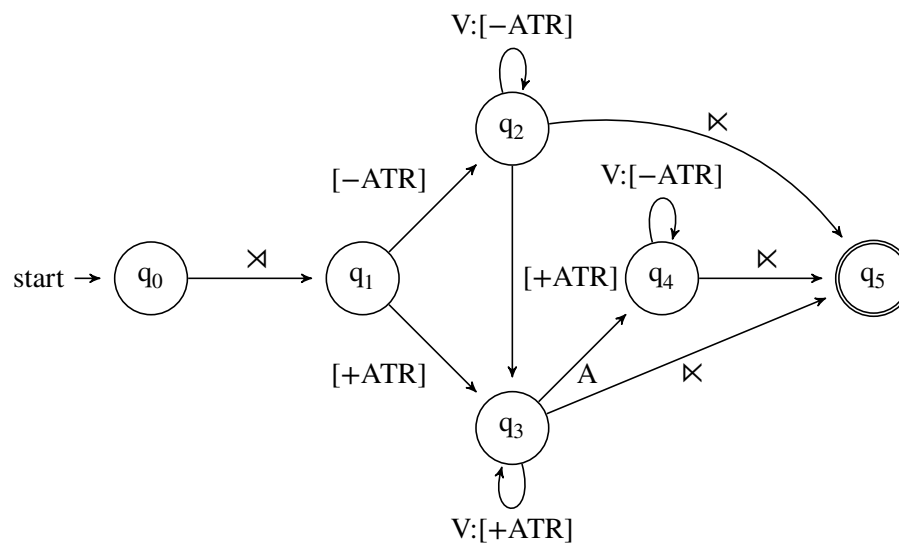 V:[−ATR]
q2
⋉
[−ATR]
V:[−ATR]
start
q0
⋊
q1
[+ATR]
q4
⋉
q5
[+ATR]
A
⋉
q3
V:[+ATR]